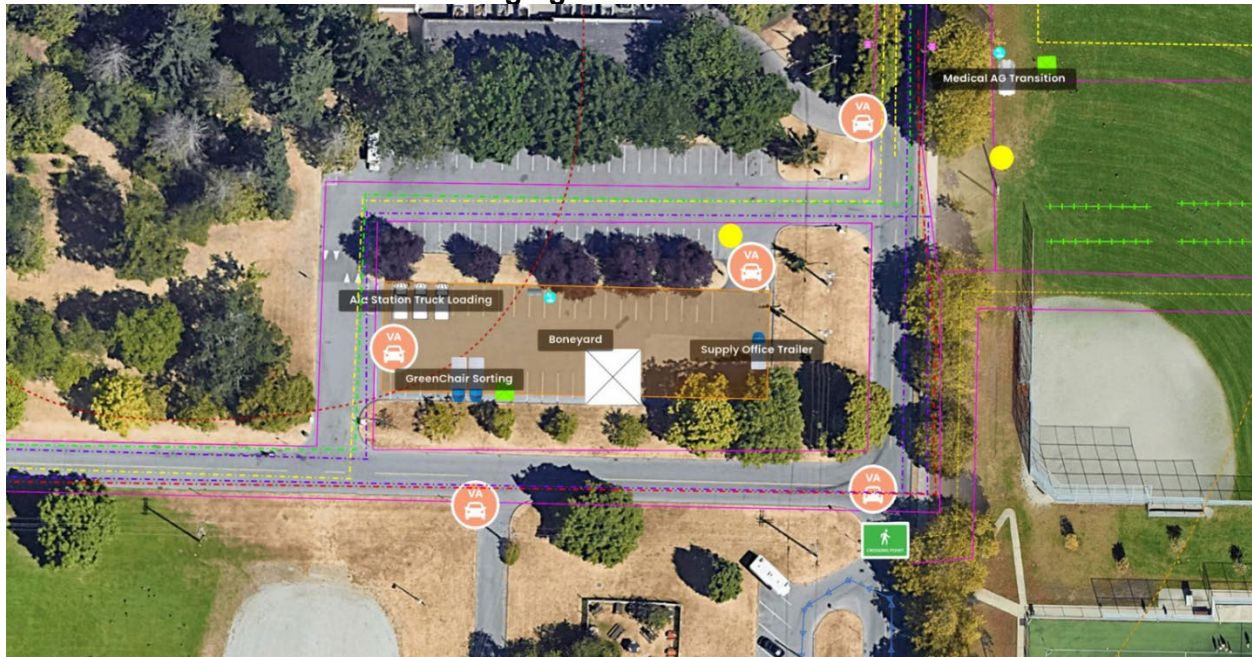 Medical AG Transition
VA
VA
Aid Station Truck Loading
Boneyard
VA
Supply Office Trailer
GreenChair Sorting
VA
VA
CROSSING POINT